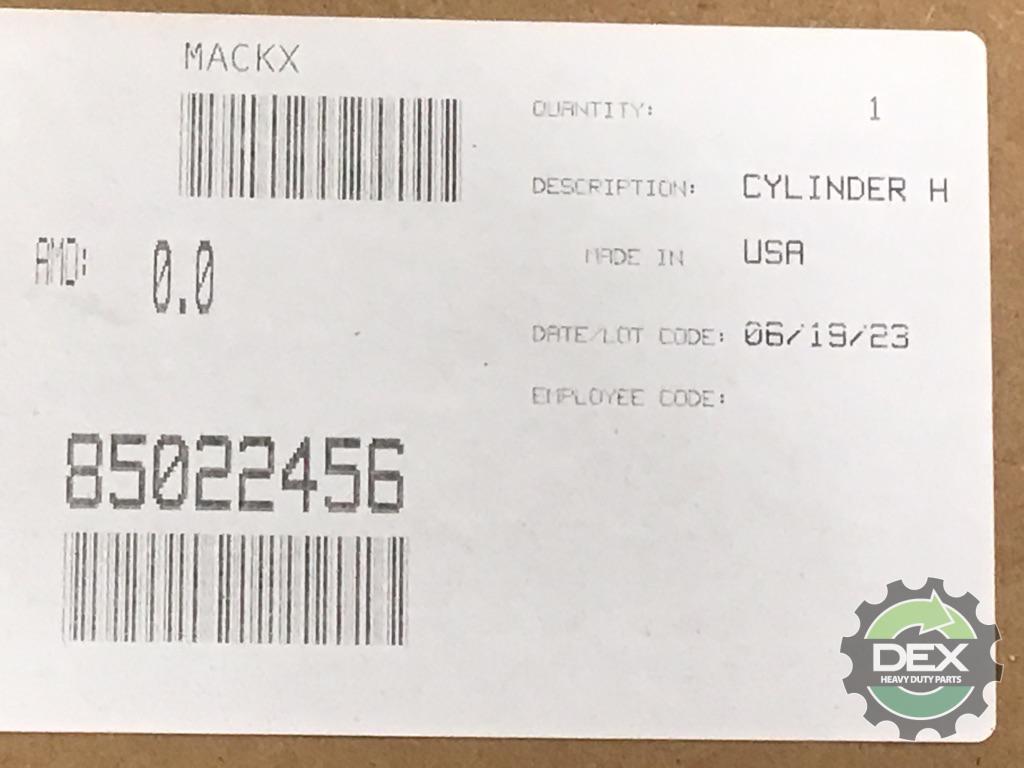 MACKX
QUANTITY: 1
DESCRIPTION: CYLINDER H
MADE IN USA
AMO: 0.0
DATE/LOT CODE: 06/19/23
EMPLOYEE CODE:
85022456
DEX
HEAVY DUTY PARTS